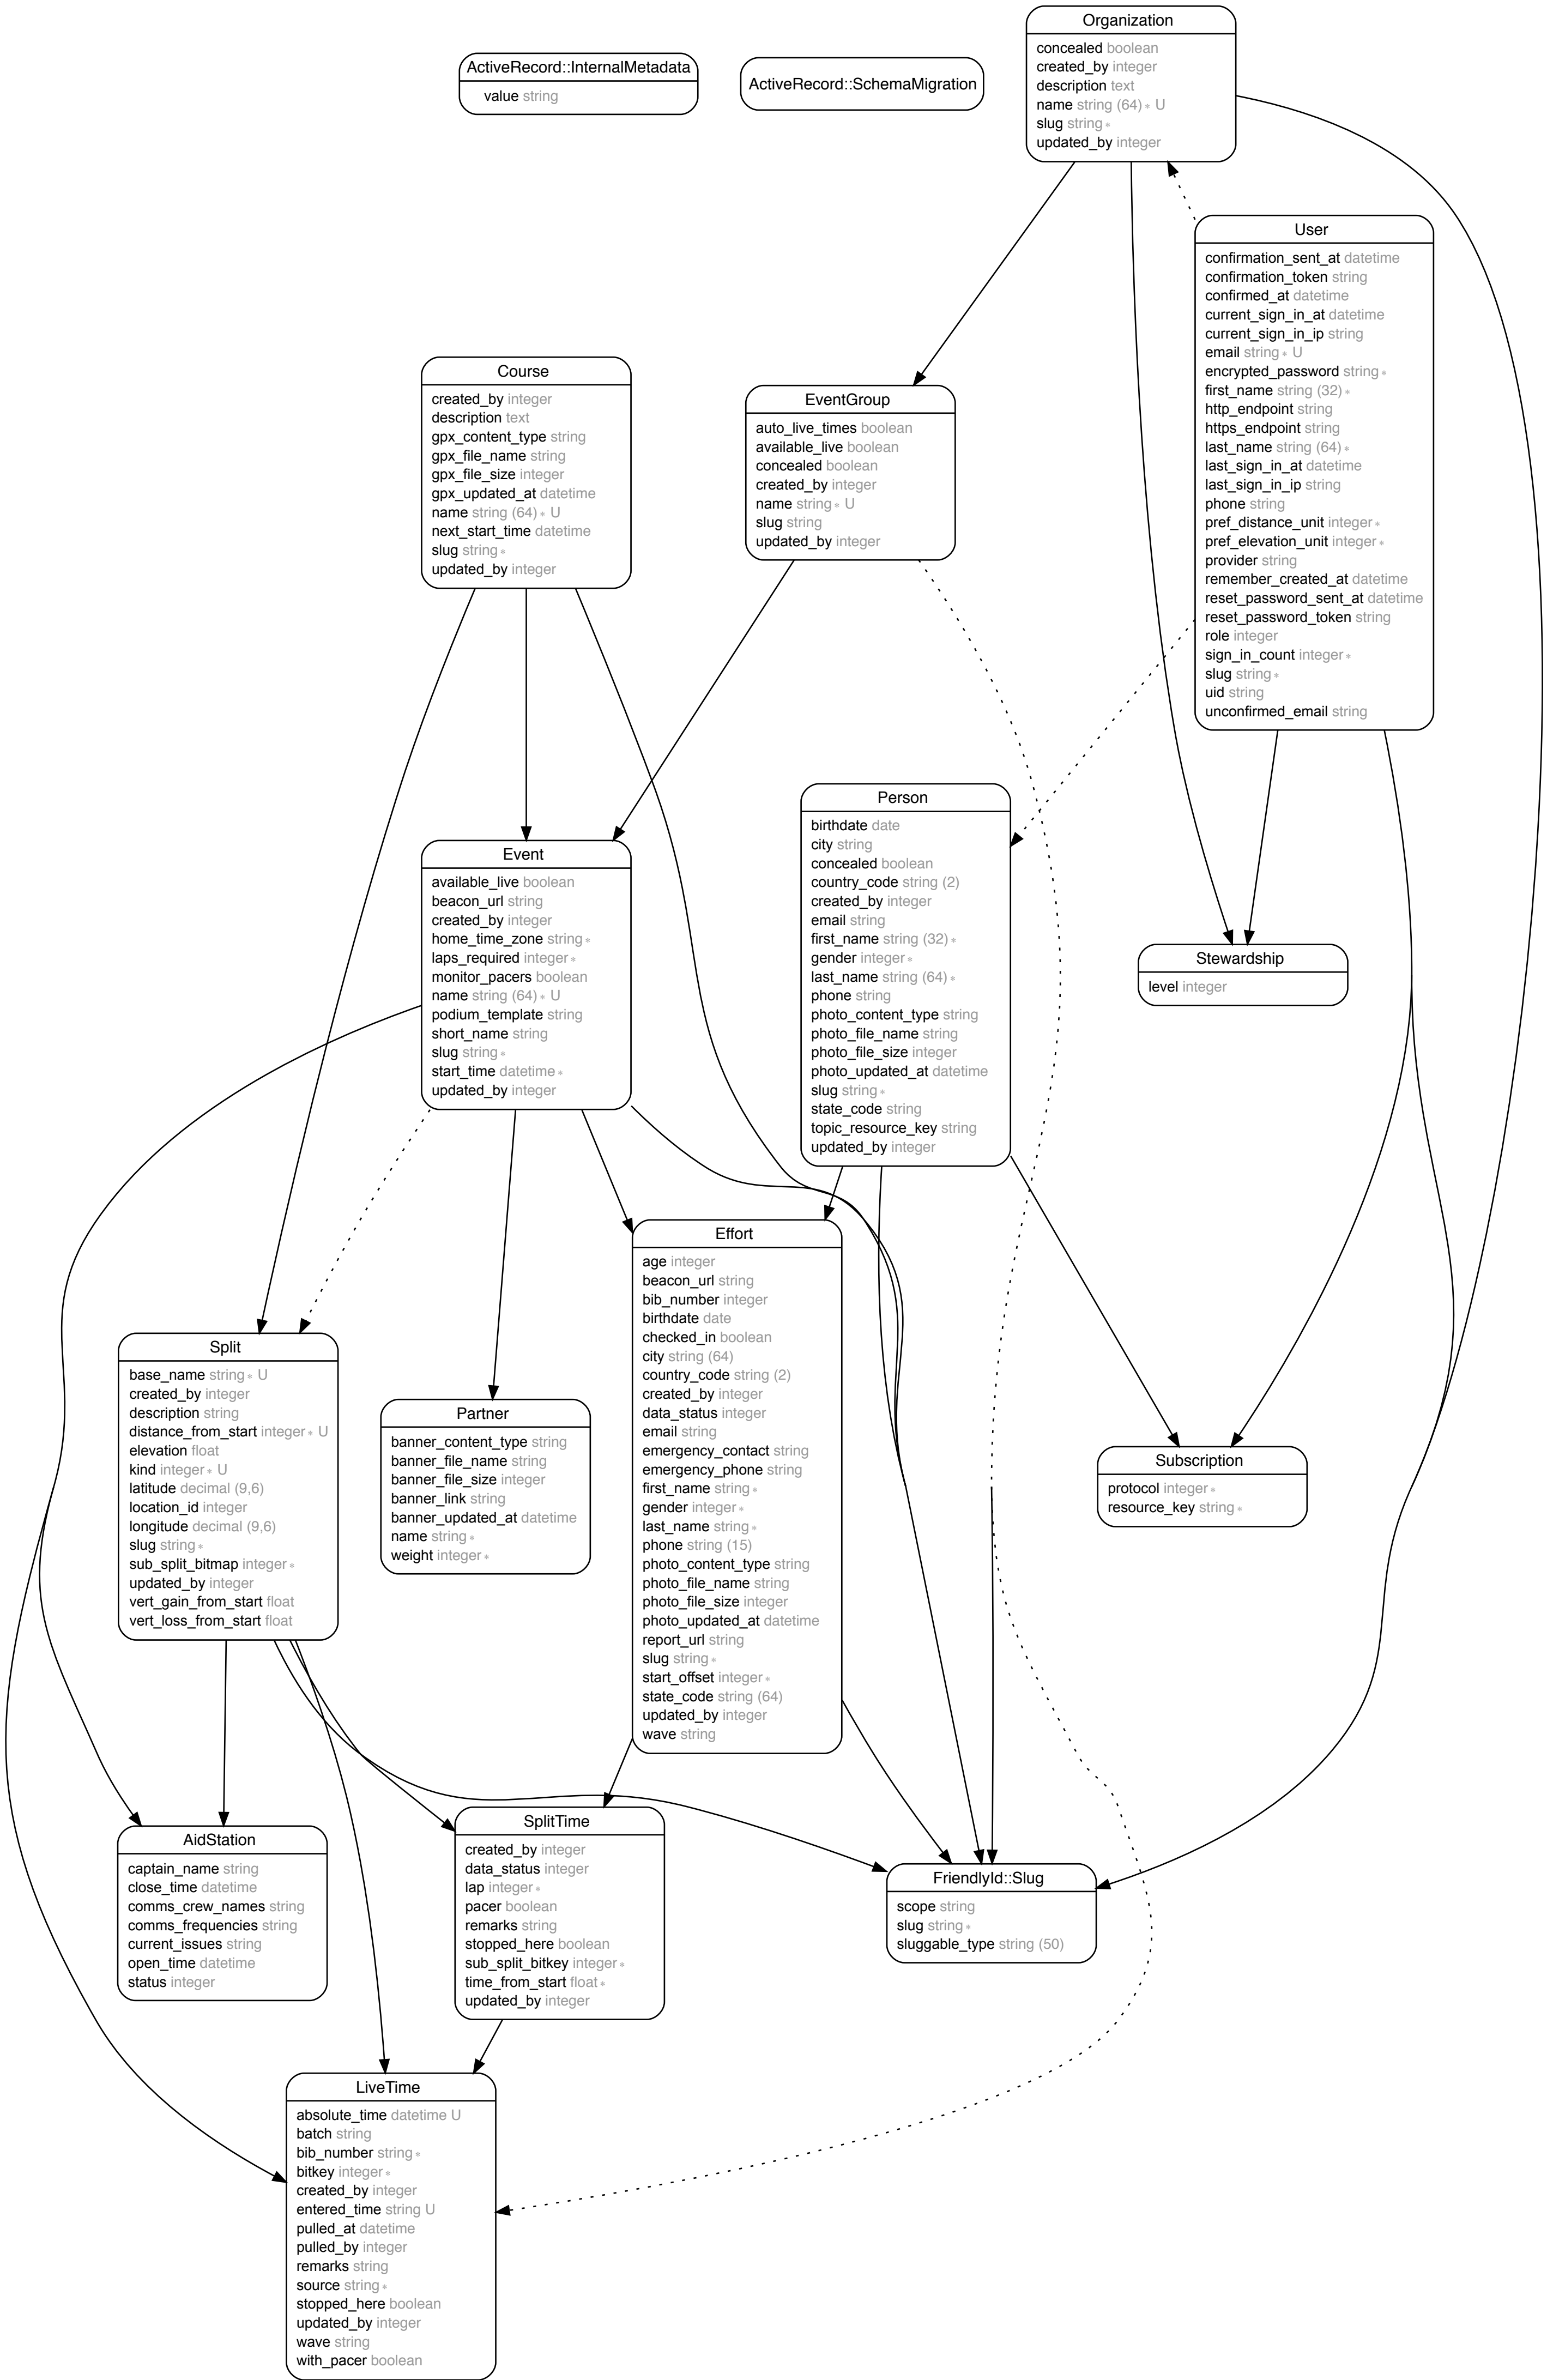 Organization
concealed boolean
created_by integer
description text
name string (64) ∗ U
slug string ∗
updated_by integer
ActiveRecord::InternalMetadata
value string
ActiveRecord::SchemaMigration
User
confirmation_sent_at datetime
confirmation_token string
confirmed_at datetime
current_sign_in_at datetime
current_sign_in_ip string
email string ∗ U
encrypted_password string ∗
first_name string (32) ∗
http_endpoint string
https_endpoint string
last_name string (64) ∗
last_sign_in_at datetime
last_sign_in_ip string
phone string
pref_distance_unit integer ∗
pref_elevation_unit integer ∗
provider string
remember_created_at datetime
reset_password_sent_at datetime
reset_password_token string
role integer
sign_in_count integer ∗
slug string ∗
uid string
unconfirmed_email string
Course
created_by integer
description text
gpx_content_type string
gpx_file_name string
gpx_file_size integer
gpx_updated_at datetime
name string (64) ∗ U
next_start_time datetime
slug string ∗
updated_by integer
EventGroup
auto_live_times boolean
available_live boolean
concealed boolean
created_by integer
name string ∗ U
slug string
updated_by integer
Person
birthdate date
city string
concealed boolean
country_code string (2)
created_by integer
email string
first_name string (32) ∗
gender integer ∗
last_name string (64) ∗
phone string
photo_content_type string
photo_file_name string
photo_file_size integer
photo_updated_at datetime
slug string ∗
state_code string
topic_resource_key string
updated_by integer
Event
available_live boolean
beacon_url string
created_by integer
home_time_zone string ∗
laps_required integer ∗
monitor_pacers boolean
name string (64) ∗ U
podium_template string
short_name string
slug string ∗
start_time datetime ∗
updated_by integer
Stewardship
level integer
Effort
age integer
beacon_url string
bib_number integer
birthdate date
checked_in boolean
city string (64)
country_code string (2)
created_by integer
data_status integer
email string
emergency_contact string
emergency_phone string
first_name string ∗
gender integer ∗
last_name string ∗
phone string (15)
photo_content_type string
photo_file_name string
photo_file_size integer
photo_updated_at datetime
report_url string
slug string ∗
start_offset integer ∗
state_code string (64)
updated_by integer
wave string
Split
base_name string ∗ U
created_by integer
description string
distance_from_start integer ∗ U
elevation float
kind integer ∗ U
latitude decimal (9,6)
location_id integer
longitude decimal (9,6)
slug string ∗
sub_split_bitmap integer ∗
updated_by integer
vert_gain_from_start float
vert_loss_from_start float
Partner
banner_content_type string
banner_file_name string
banner_file_size integer
banner_link string
banner_updated_at datetime
name string ∗
weight integer ∗
Subscription
protocol integer ∗
resource_key string ∗
AidStation
captain_name string
close_time datetime
comms_crew_names string
comms_frequencies string
current_issues string
open_time datetime
status integer
SplitTime
created_by integer
data_status integer
lap integer ∗
pacer boolean
remarks string
stopped_here boolean
sub_split_bitkey integer ∗
time_from_start float ∗
updated_by integer
FriendlyId::Slug
scope string
slug string ∗
sluggable_type string (50)
LiveTime
absolute_time datetime U
batch string
bib_number string ∗
bitkey integer ∗
created_by integer
entered_time string U
pulled_at datetime
pulled_by integer
remarks string
source string ∗
stopped_here boolean
updated_by integer
wave string
with_pacer boolean